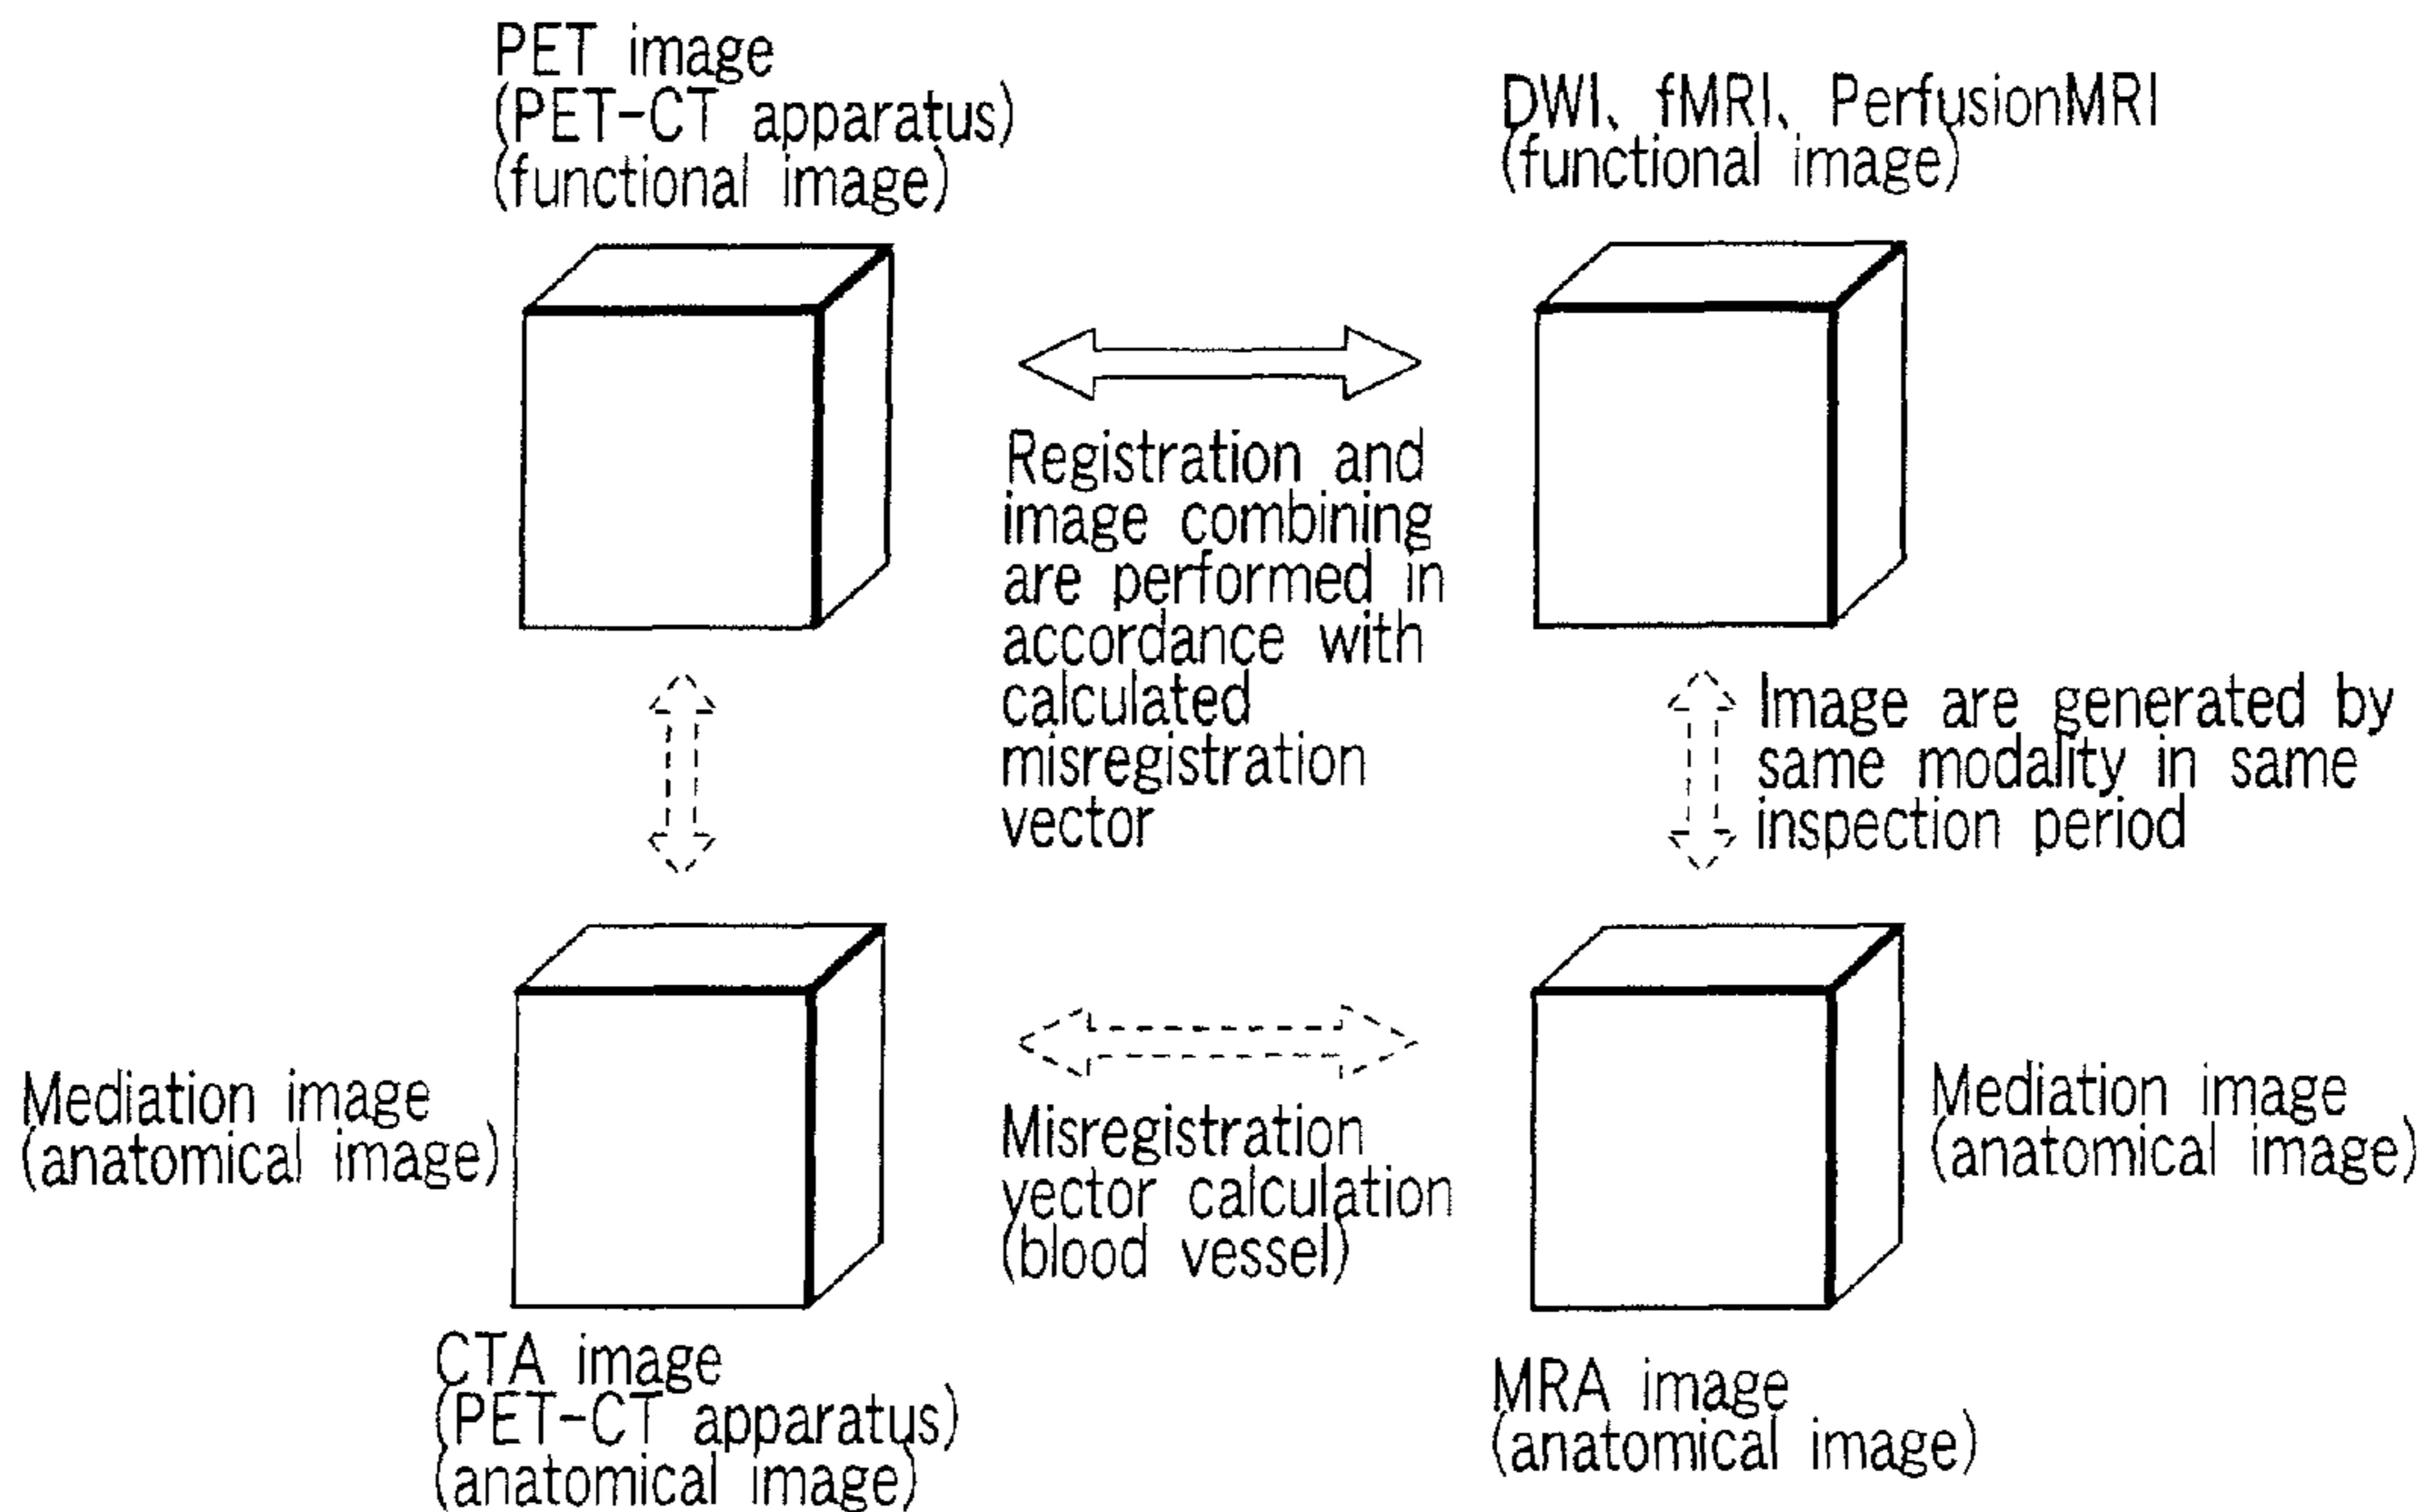 PET image
(PET-CT apparatus)
(functional image)
DWI、fMRI、PerfusionMRI
(functional image)
Registration and
image combining
are performed in
accordance with
calculated
misregistration
vector
Image are generated by
same modality in same
inspection period
Mediation image
(anatomical image)
Misregistration
vector calculation
(blood vessel)
Mediation image
(anatomical image)
CTA image
(PET-CT apparatus)
(anatomical image)
MRA image
(anatomical image)